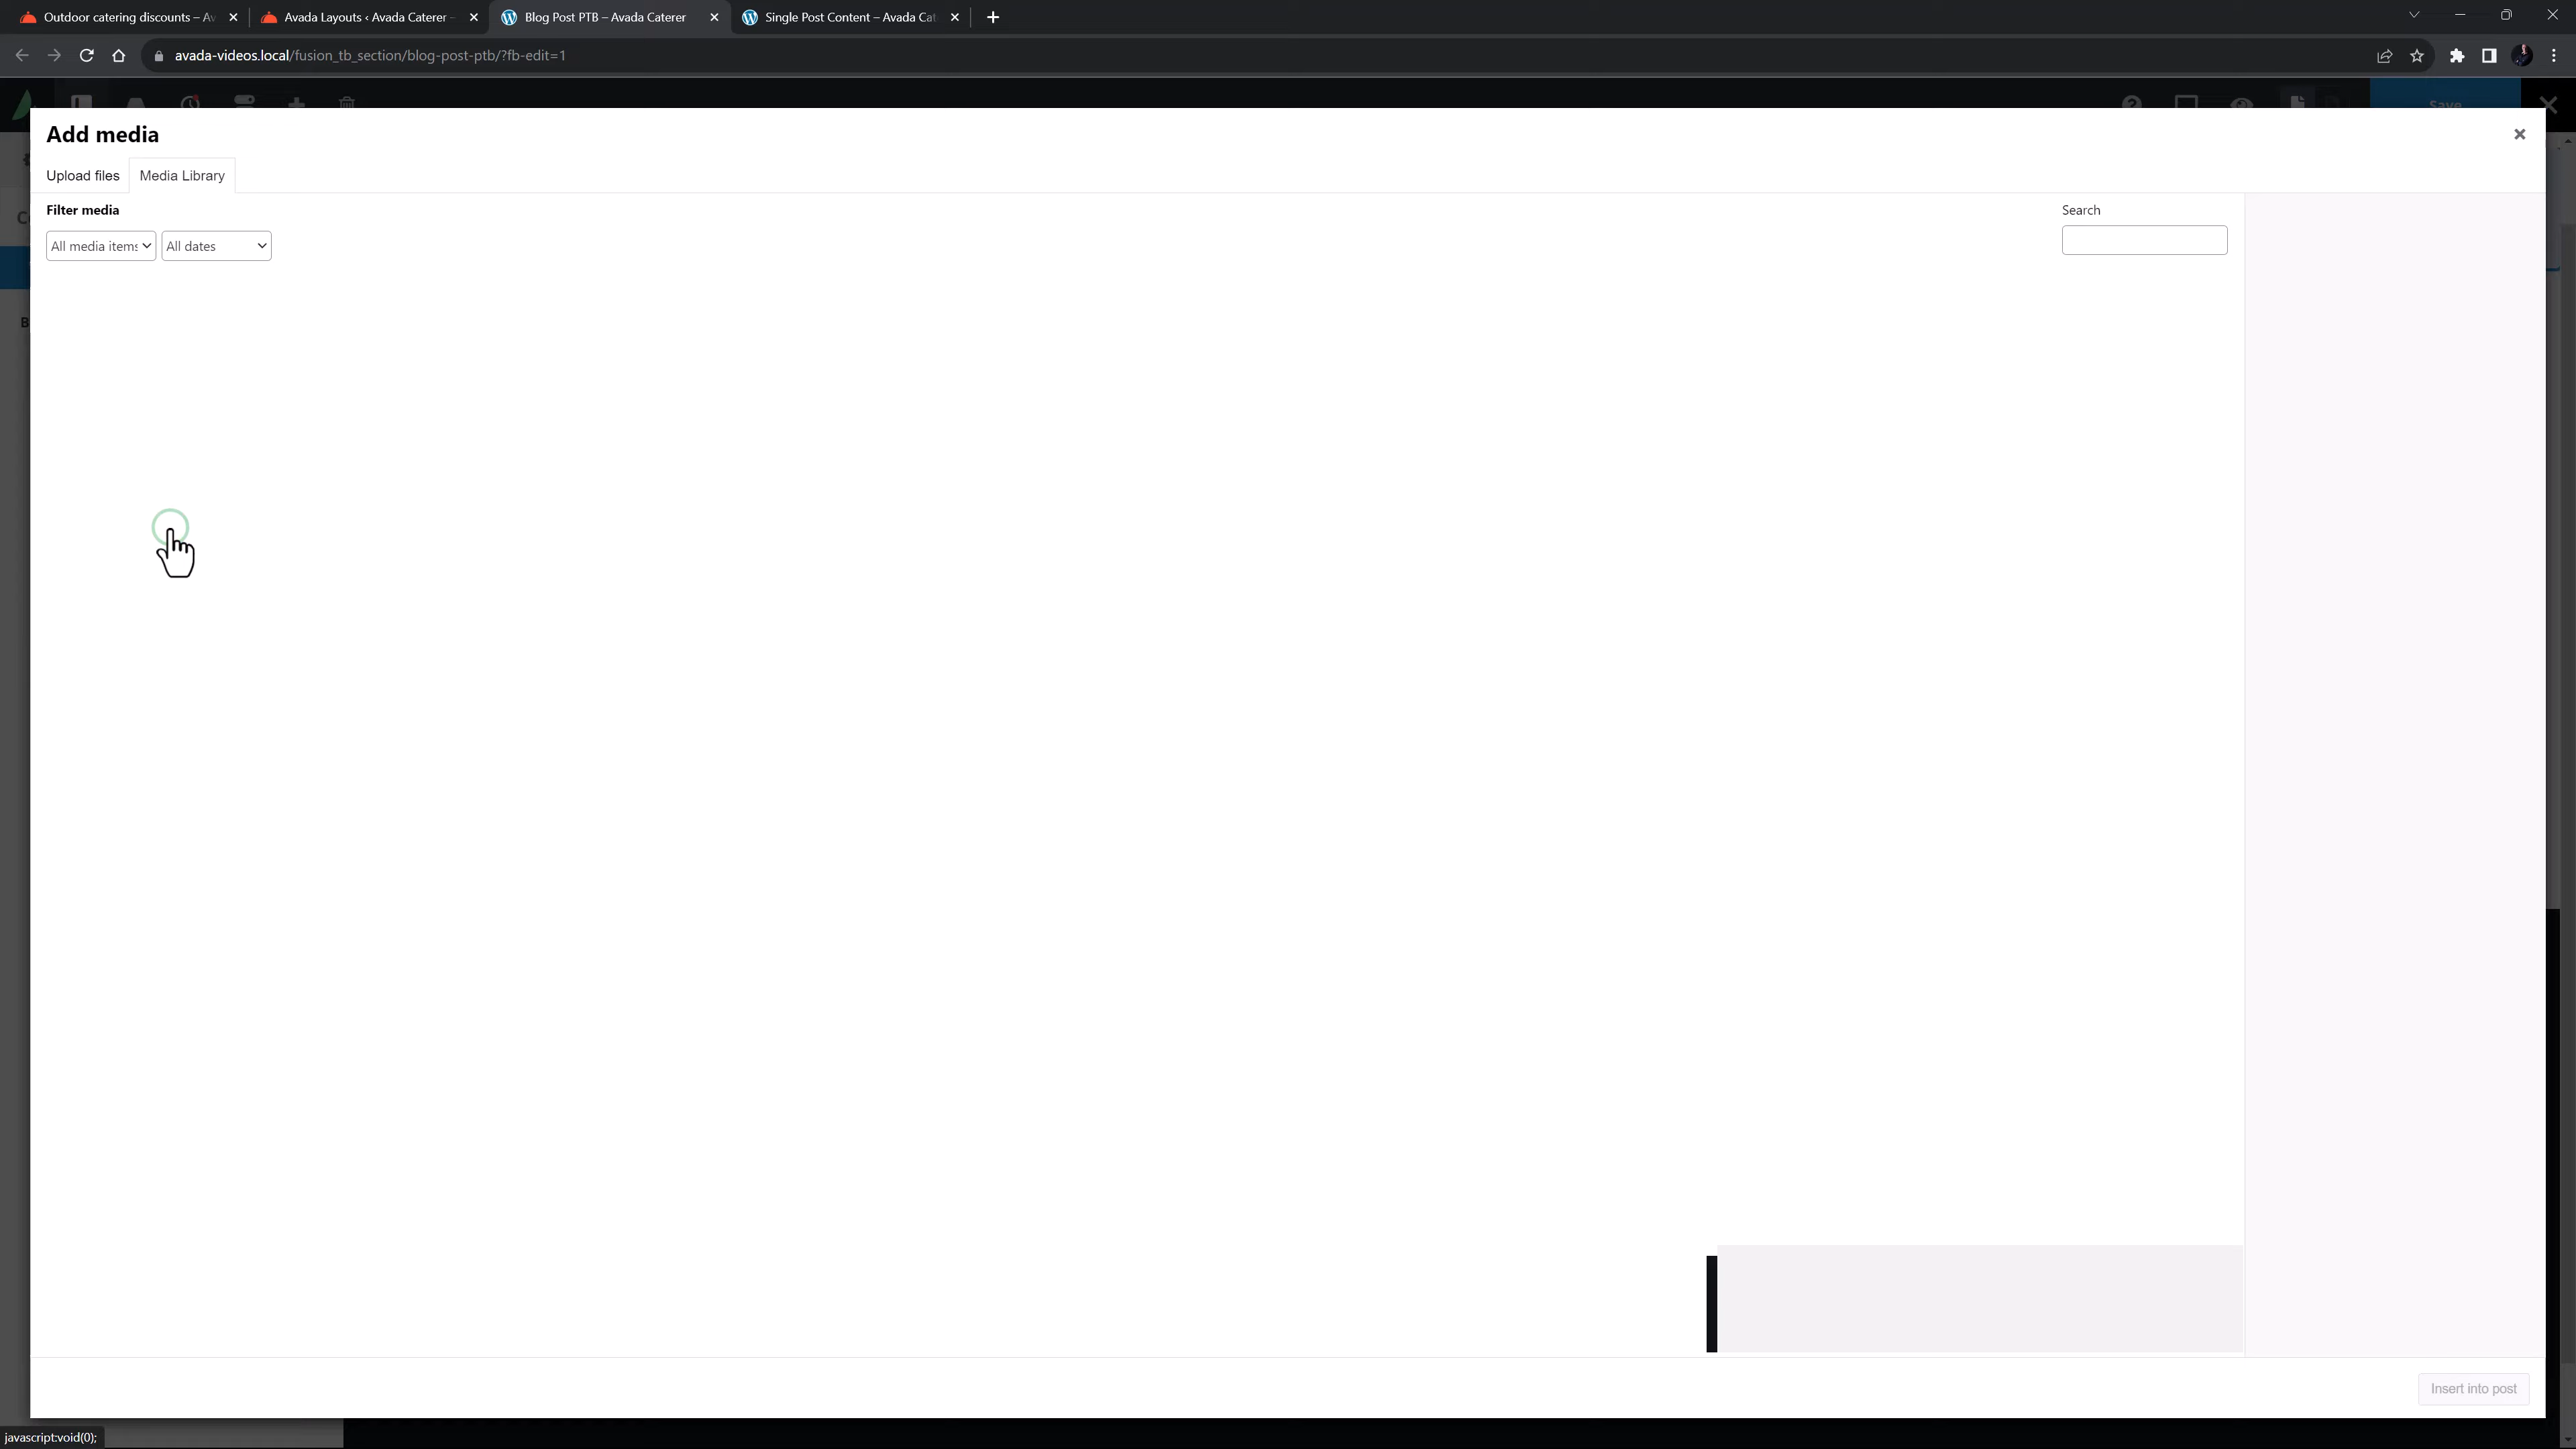 Outdoor catering discounts – Av
Avada Layouts ‹ Avada Caterer –
Blog Post PTB – Avada Caterer
Single Post Content – Avada Cat
avada-videos.local/fusion_tb_section/blog-post-ptb/?fb-edit=1
Save
Add media
Upload files
Media Library
Filter media
Search
All media items
All dates
Insert into post
javascript:void(0);